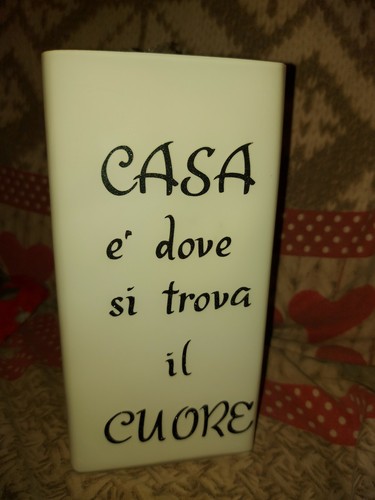 CASA
e' dove
si trova
il
CUORE